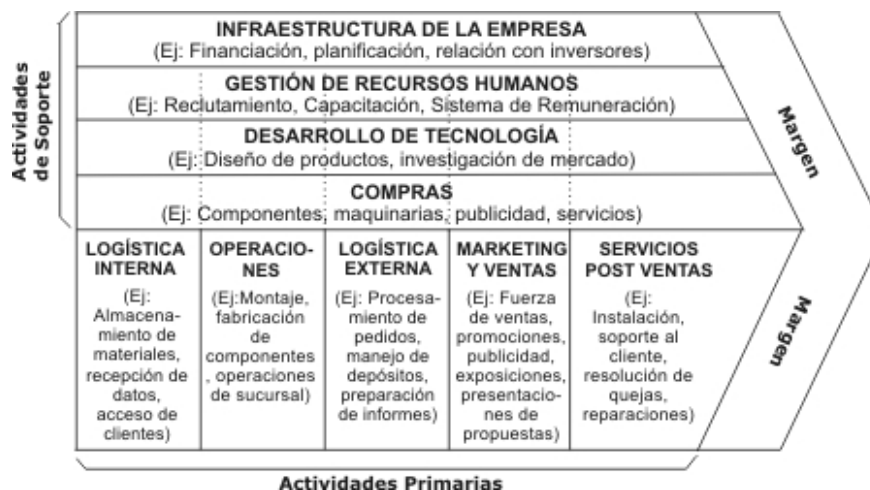 Actividades
de Soporte
INFRAESTRUCTURA DE LA EMPRESA
(Ej: Financiación, planificación, relación con inversores)
GESTIÓN DE RECURSOS HUMANOS
(Ej: Reclutamiento, Capacitación, Sistema de Remuneración)
DESARROLLO DE TECNOLOGÍA
(Ej: Diseño de productos, investigación de mercado)
COMPRAS
(Ej: Componentes, maquinarias, publicidad, servicios)
Margen
LOGÍSTICA
INTERNA
(Ej:
Almacena-
miento de
materiales,
recepción de
datos,
acceso de
clientes)
OPERACIO-
NES
(Ej:Montaje,
fabricación
de
componentes
, operaciones
de sucursal)
LOGÍSTICA
EXTERNA
(Ej: Procesa-
miento de
pedidos,
manejo de
depósitos,
preparación
de informes)
MARKETING
Y VENTAS
(Ej: Fuerza
de ventas,
promociones,
publicidad,
exposiciones,
presentacio-
nes de
propuestas)
SERVICIOS
POST VENTAS
(Ej:
Instalación,
soporte al
cliente,
resolución de
quejas,
reparaciones)
Margen
Actividades Primarias